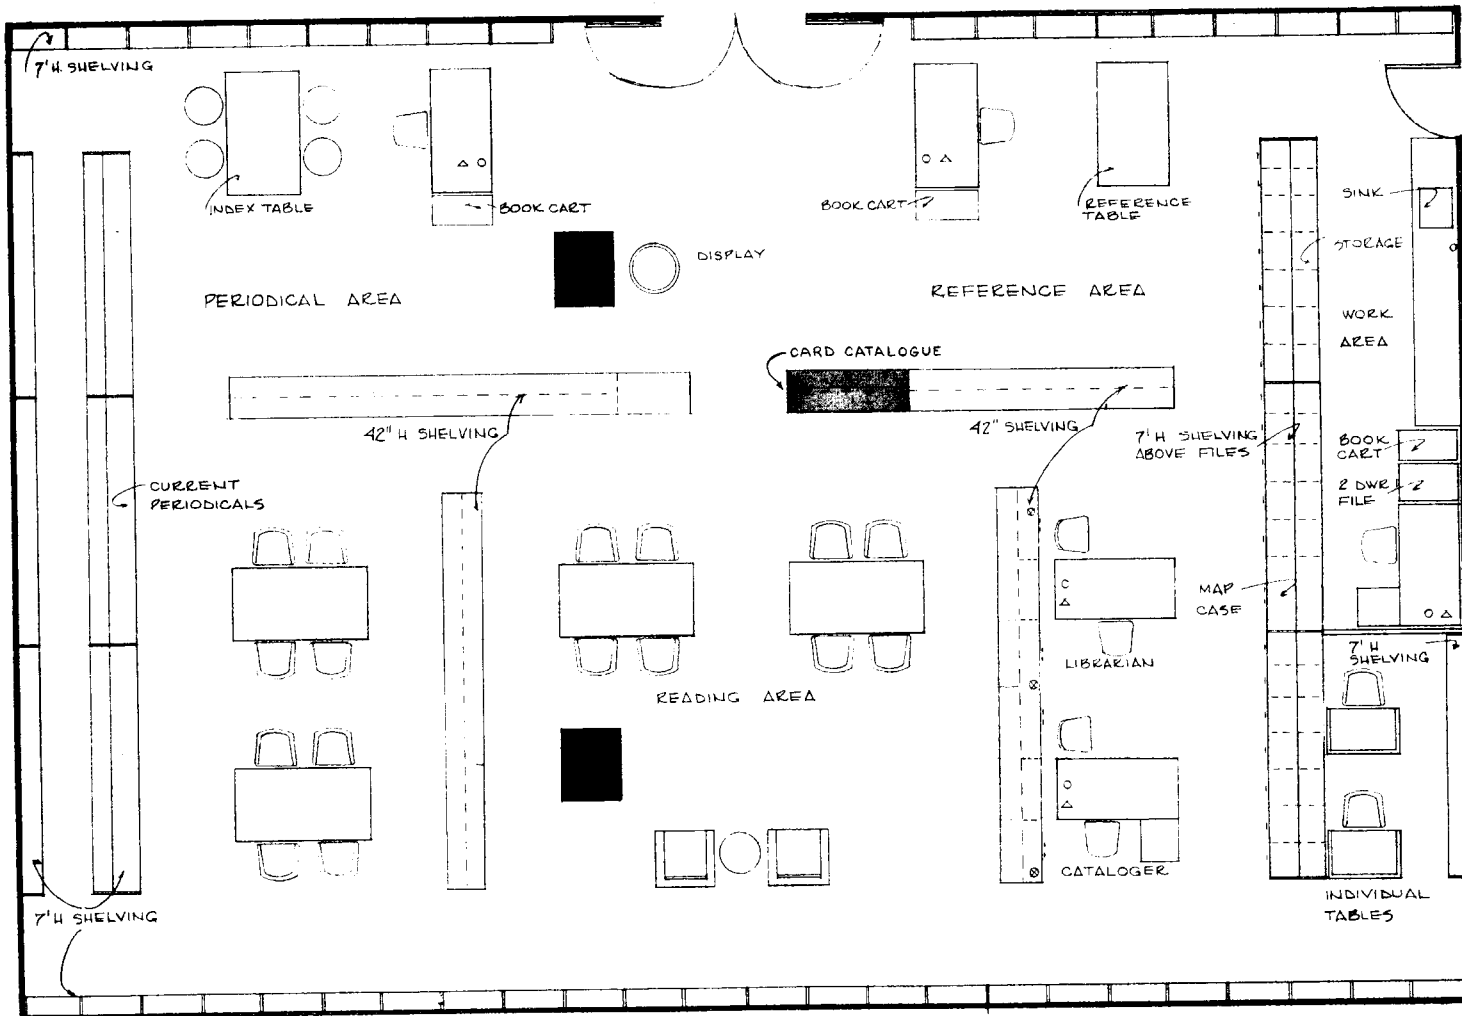 7'H. SHELVING
INDEX TABLE
BOOK CART
BOOK CART
REFERENCE
TABLE
SINK
STORAGE
DISPLAY
PERIODICAL AREA
REFERENCE AREA
WORK
AREA
CARD CATALOGUE
42" H SHELVING
42" SHELVING
7' H SHELVING
ABOVE FILES
BOOK
CART
2 DWR
FILE
CURRENT
PERIODICALS
MAP
CASE
LIBRARIAN
7' H
SHELVING
READING AREA
CATALOGER
INDIVIDUAL
TABLES
7'H SHELVING